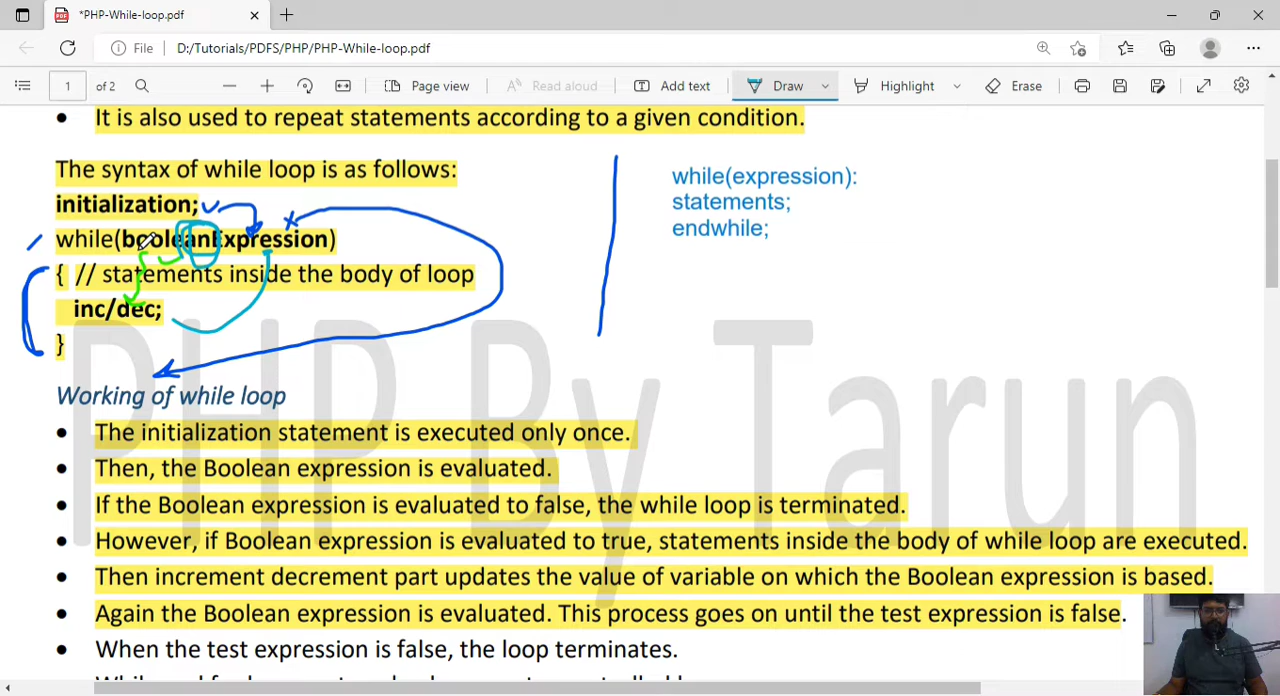 *PHP-While-loop.pdf
File D:/Tutorials/PDFS/PHP/PHP-While-loop.pdf
1 of 2 Page view Read aloud Add text Draw Highlight Erase
• It is also used to repeat statements according to a given condition.
The syntax of while loop is as follows:
initialization;
while(booleanExpression)
{ // statements inside the body of loop
inc/dec;
}
while(expression):
statements;
endwhile;
Working of while loop
• The initialization statement is executed only once.
• Then, the Boolean expression is evaluated.
• If the Boolean expression is evaluated to false, the while loop is terminated.
• However, if Boolean expression is evaluated to true, statements inside the body of while loop are executed.
• Then increment decrement part updates the value of variable on which the Boolean expression is based.
• Again the Boolean expression is evaluated. This process goes on until the test expression is false.
• When the test expression is false, the loop terminates.
PHP By Tarun